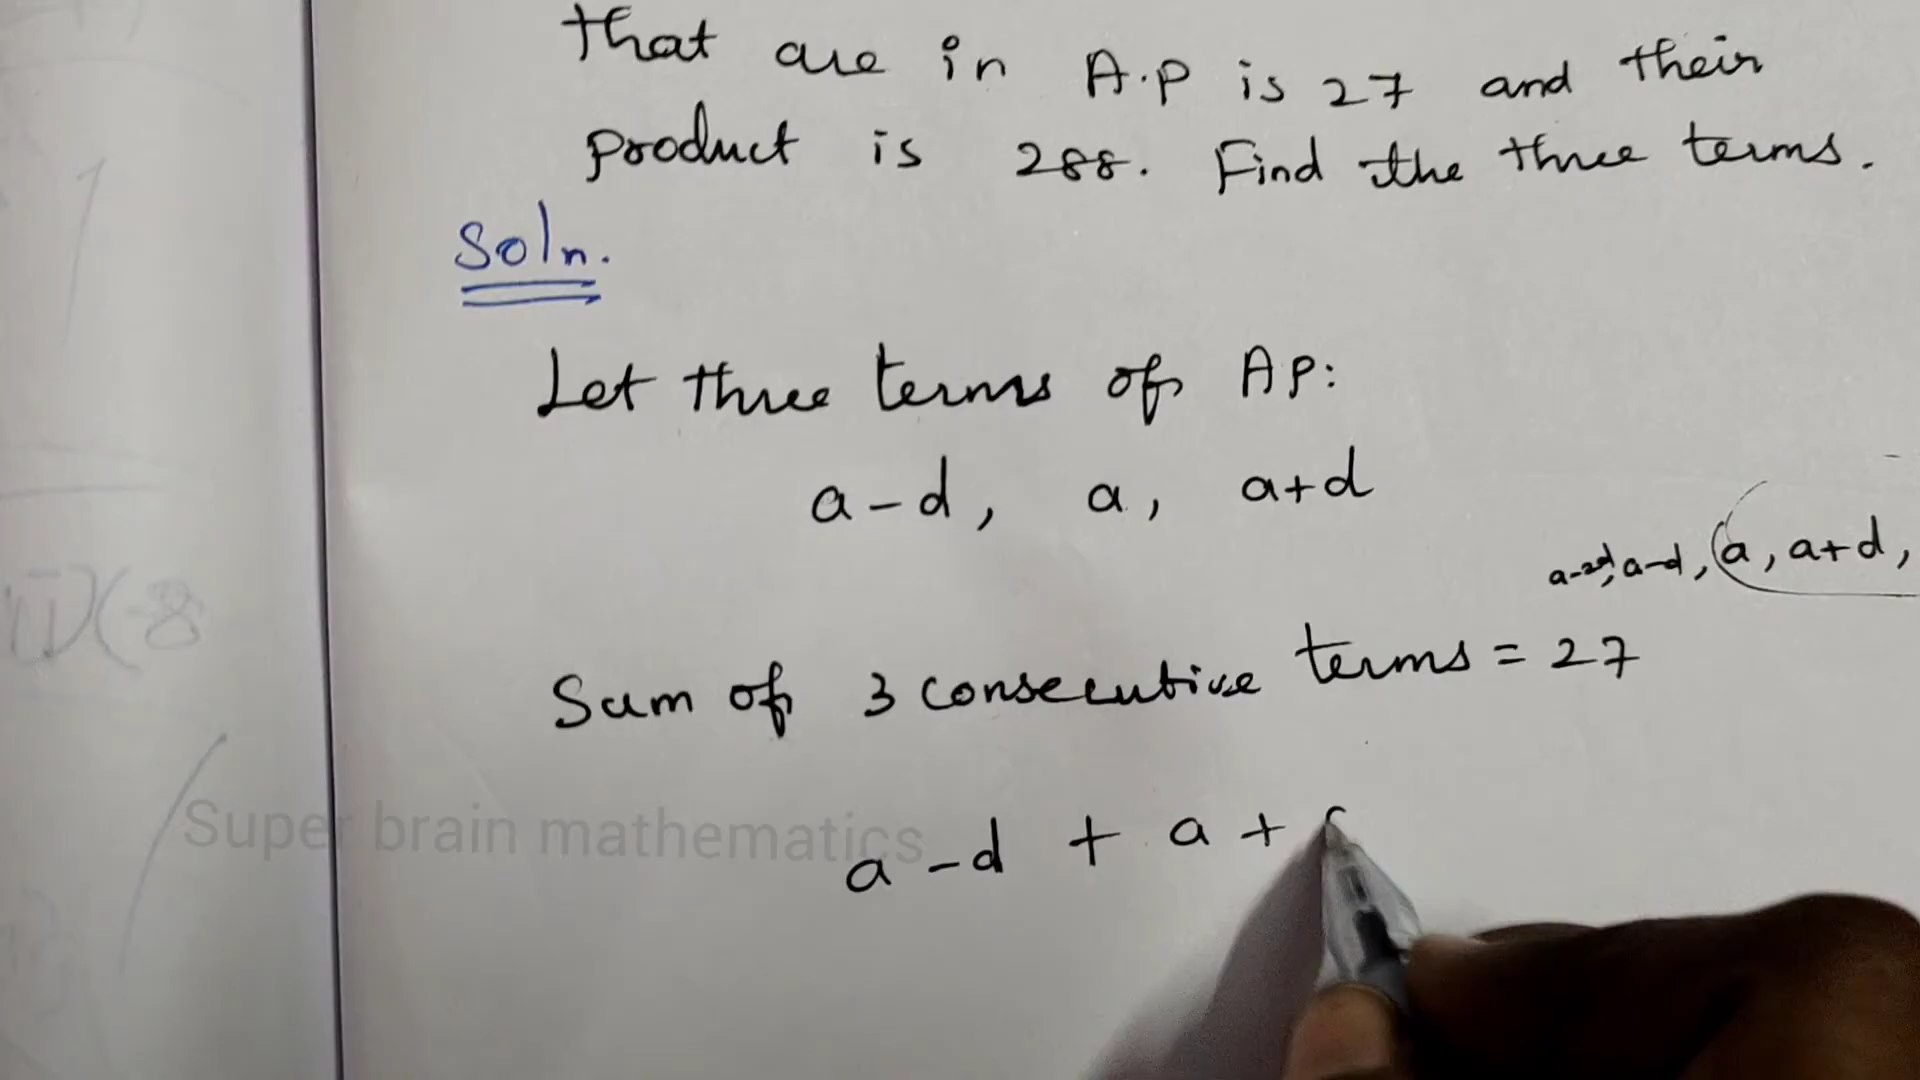 that are in A.P is 27 and their
product is 288. Find the three terms.
Soln.
Let three terms of AP:
a-d, a, a+d
a-2d, a-d, a, a+d,
Sum of 3 consecutive terms = 27
a-d + a +
Super brain mathematics